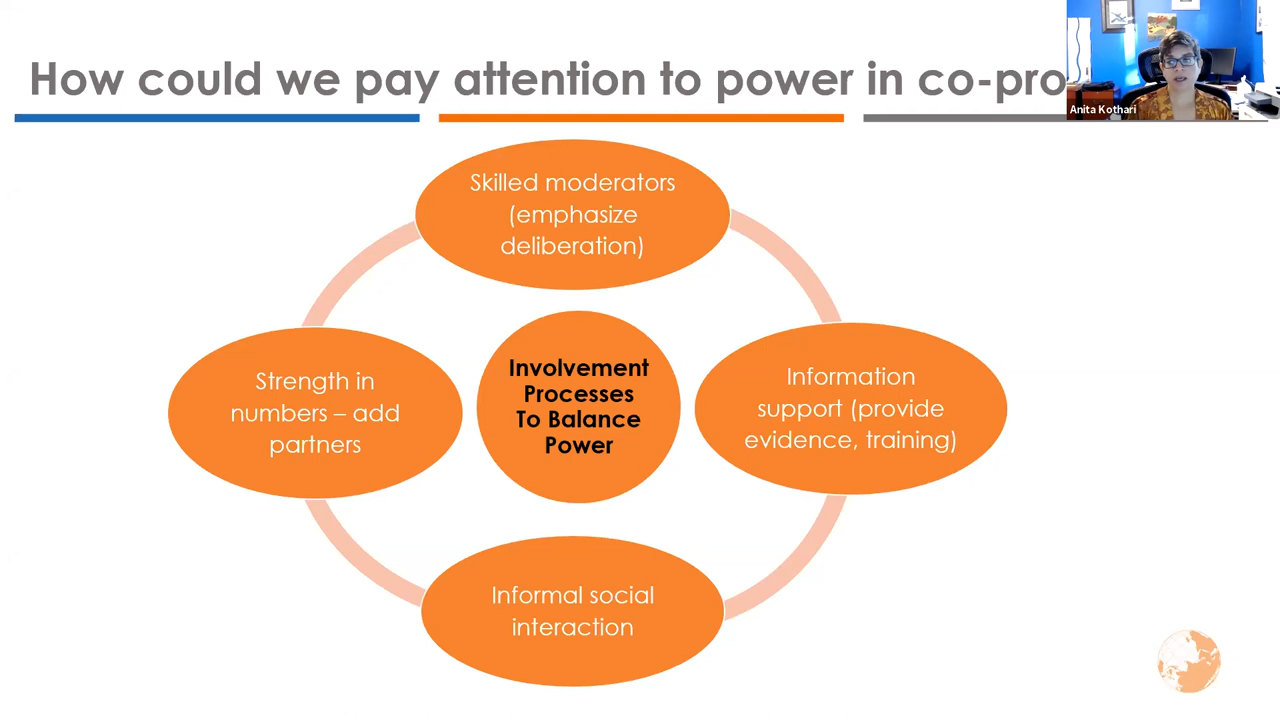 How could we pay attention to power in co-pro
Anita Kothari
Skilled moderators
(emphasize
deliberation)
Strength in
numbers – add
partners
Involvement
Processes
To Balance
Power
Information
support (provide
evidence, training)
Informal social
interaction